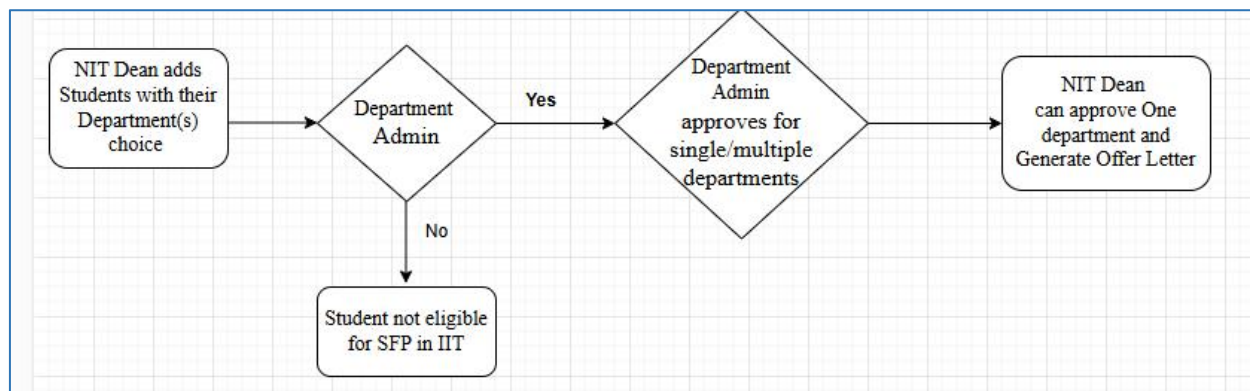 NIT Dean adds
Students with their
Department(s)
choice
Department
Admin
Yes
No
Student not eligible
for SFP in IIT
Department
Admin
approves for
single/multiple
departments
NIT Dean
can approve One
department and
Generate Offer Letter